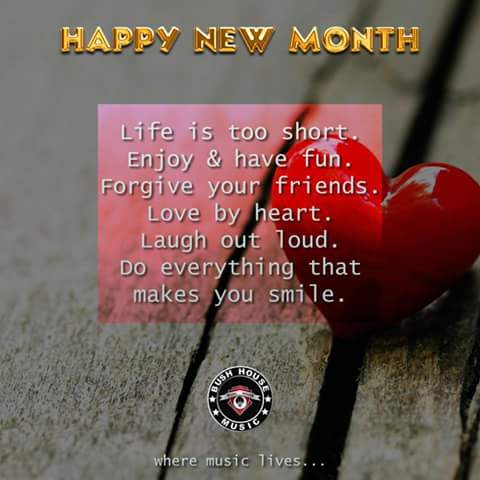 HAPPY NEW MONTH
Life is too short.
Enjoy & have fun.
Forgive your friends.
Love by heart.
Laugh out loud.
Do everything that
makes you smile.
BUSH HOUSE
MUSIC
where music lives...